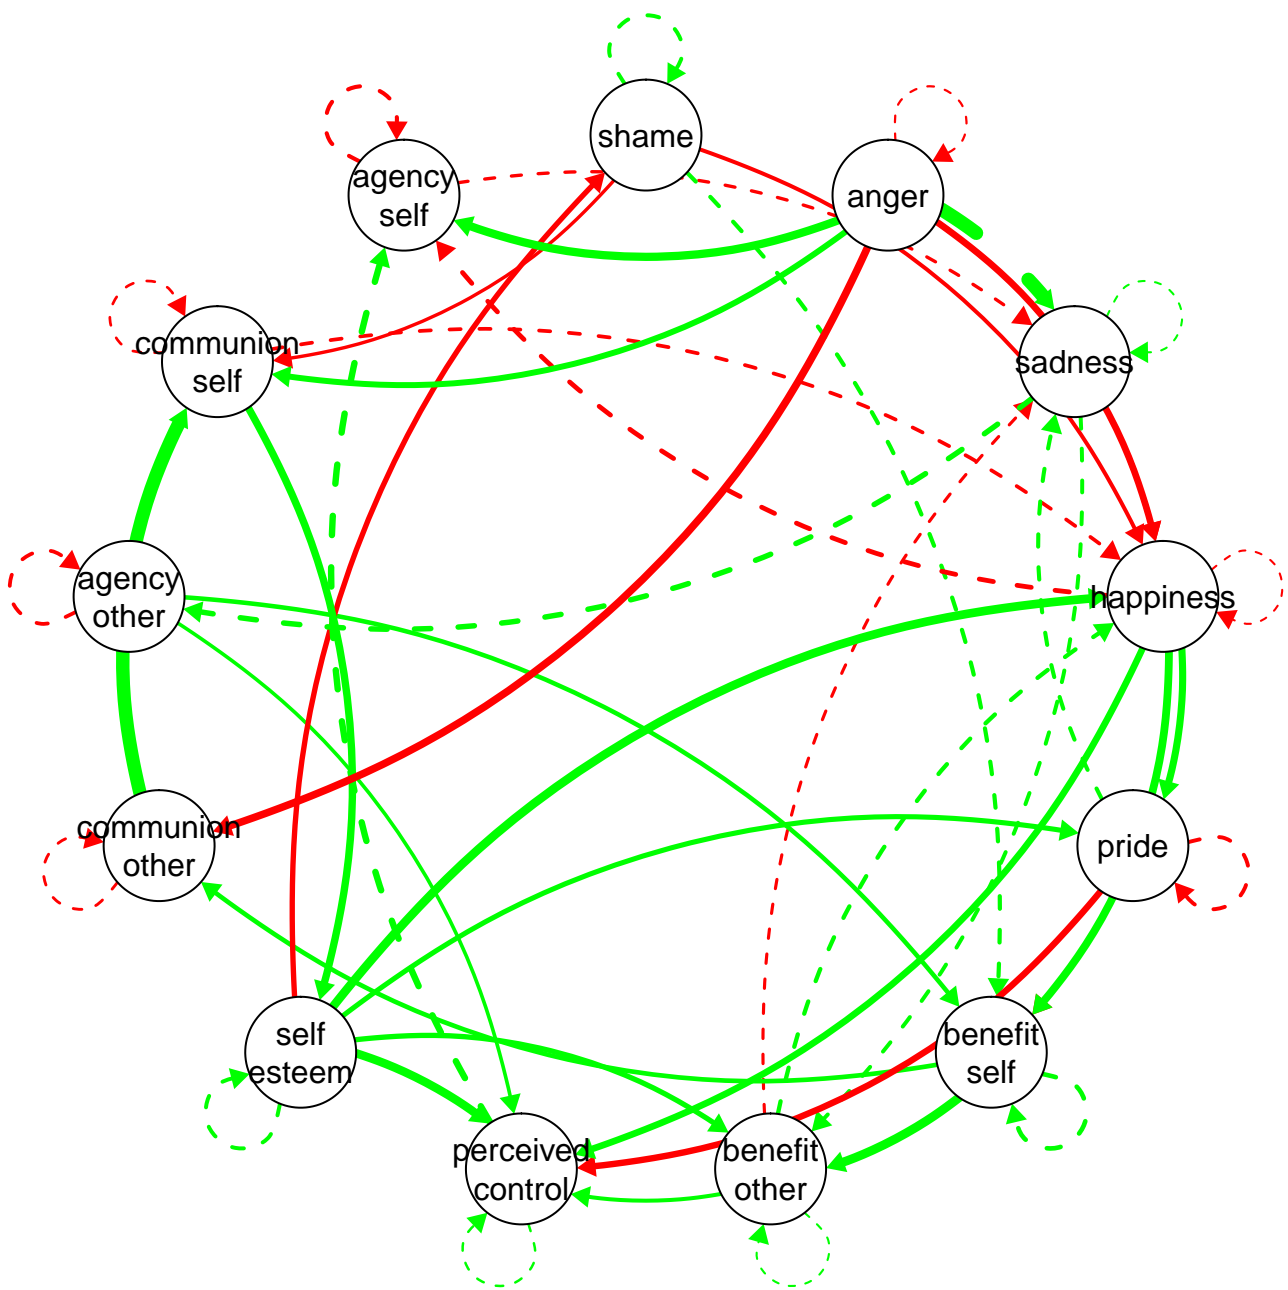 shame
anger
agency
self
communion
self
sadness
agency
other
happiness
communion
other
pride
self
esteem
benefit
self
perceived
control
benefit
other